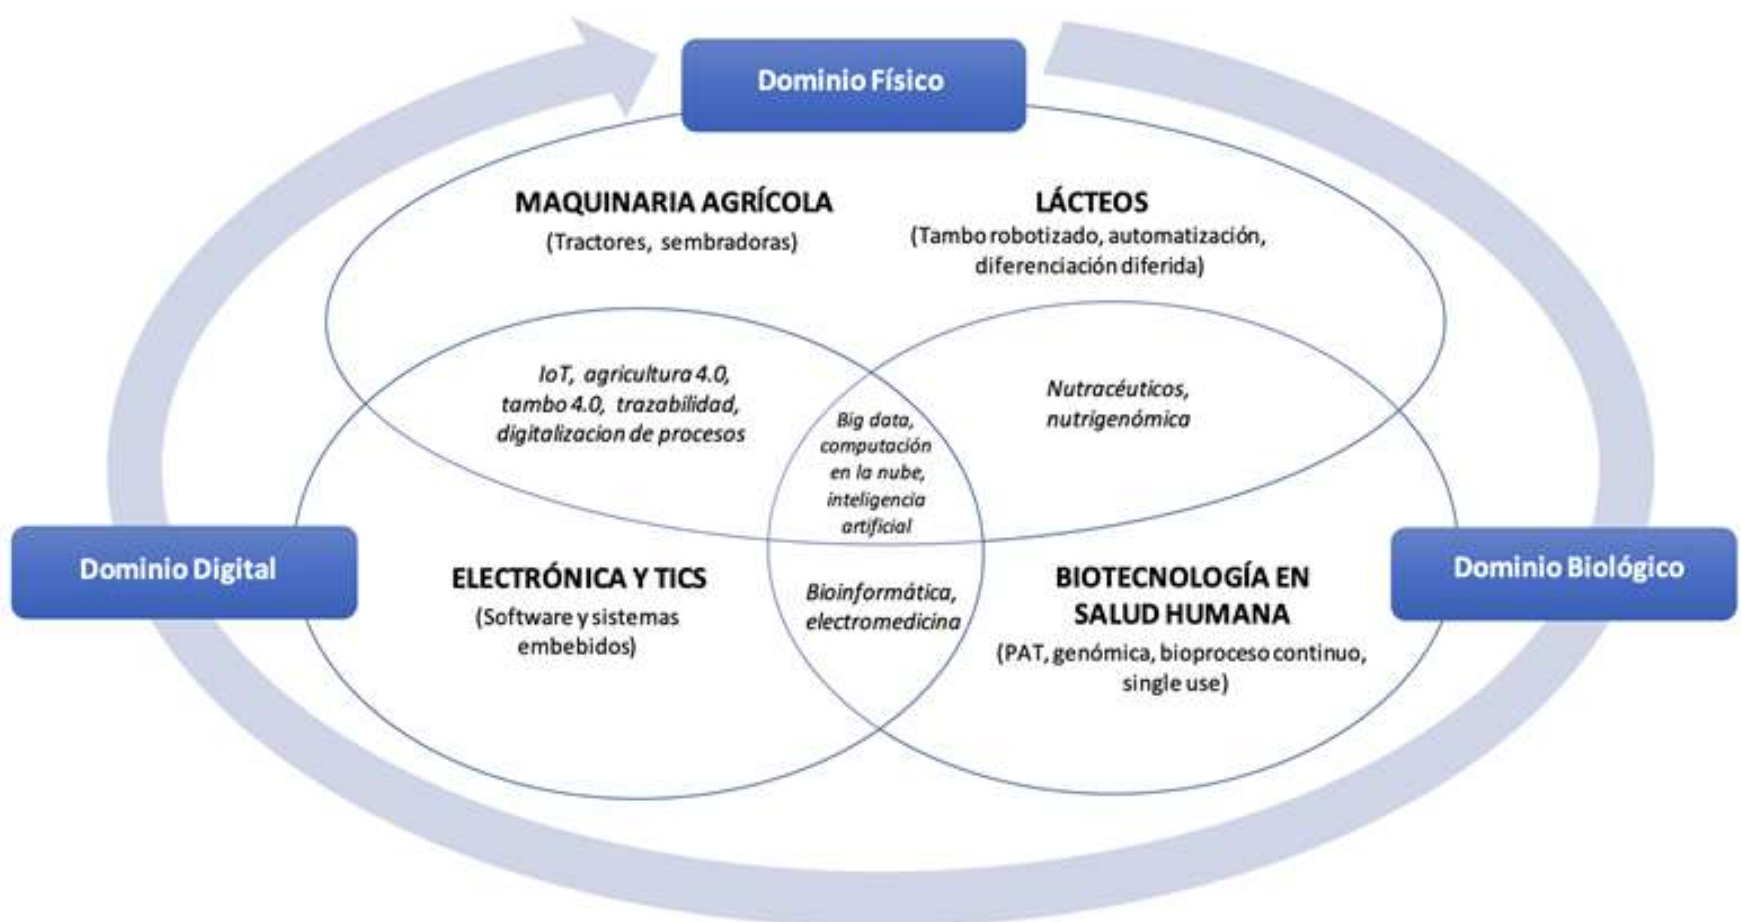 Dominio Físico
MAQUINARIA AGRÍCOLA
(Tractores, sembradoras)
LÁCTEOS
(Tambo robotizado, automatización,
diferenciación diferida)
IoT, agricultura 4.0,
tambo 4.0, trazabilidad,
digitalizacion de procesos
Big data,
computación
en la nube,
inteligencia
artificial
Nutracéuticos,
nutrigenómica
Dominio Digital
ELECTRÓNICA Y TICS
(Software y sistemas
embebidos)
Bioinformática,
electromedicina
BIOTECNOLOGÍA EN
SALUD HUMANA
(PAT, genómica, bioproceso continuo,
single use)
Dominio Biológico